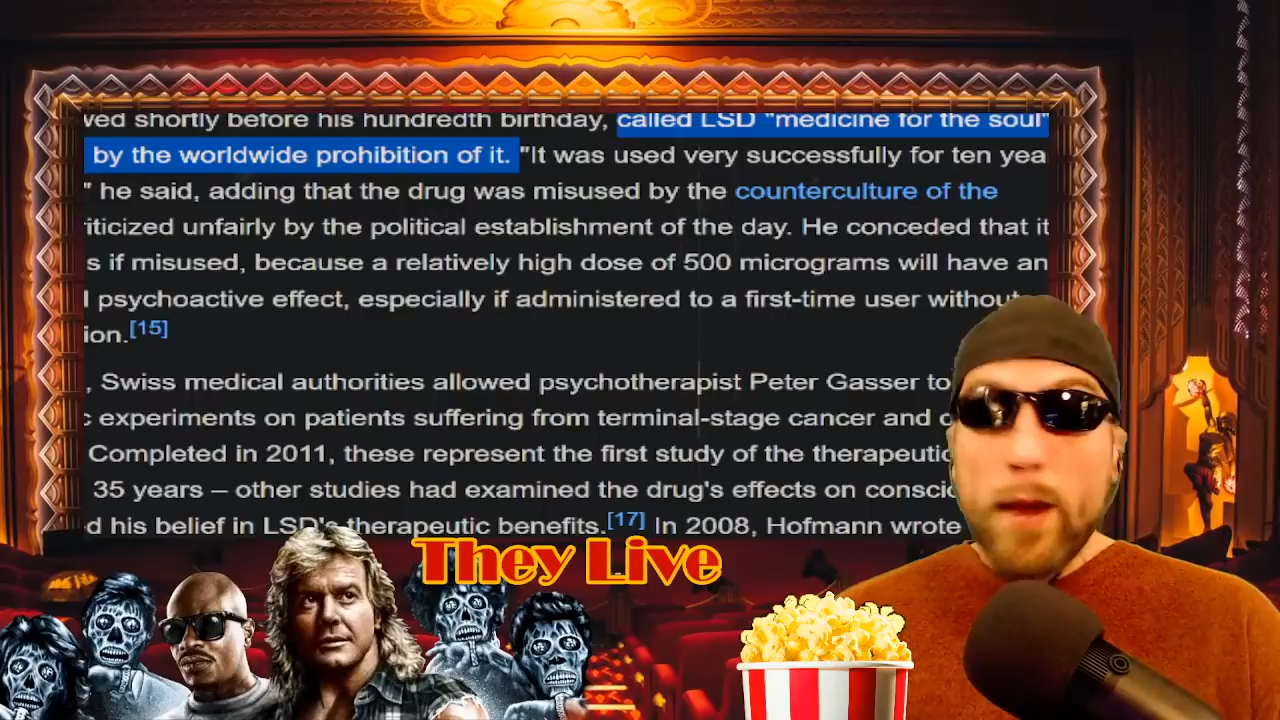 wed shortly before his hundredth birthday, called LSD "medicine for the soul"
by the worldwide prohibition of it. "It was used very successfully for ten yea
" he said, adding that the drug was misused by the counterculture of the
riticized unfairly by the political establishment of the day. He conceded that it
s if misused, because a relatively high dose of 500 micrograms will have an
l psychoactive effect, especially if administered to a first-time user without
ion.[15]
, Swiss medical authorities allowed psychotherapist Peter Gasser to
c experiments on patients suffering from terminal-stage cancer and o
Completed in 2011, these represent the first study of the therapeutic
35 years – other studies had examined the drug's effects on conscio
d his belief in LSD's therapeutic benefits.[17] In 2008, Hofmann wrote
They Live